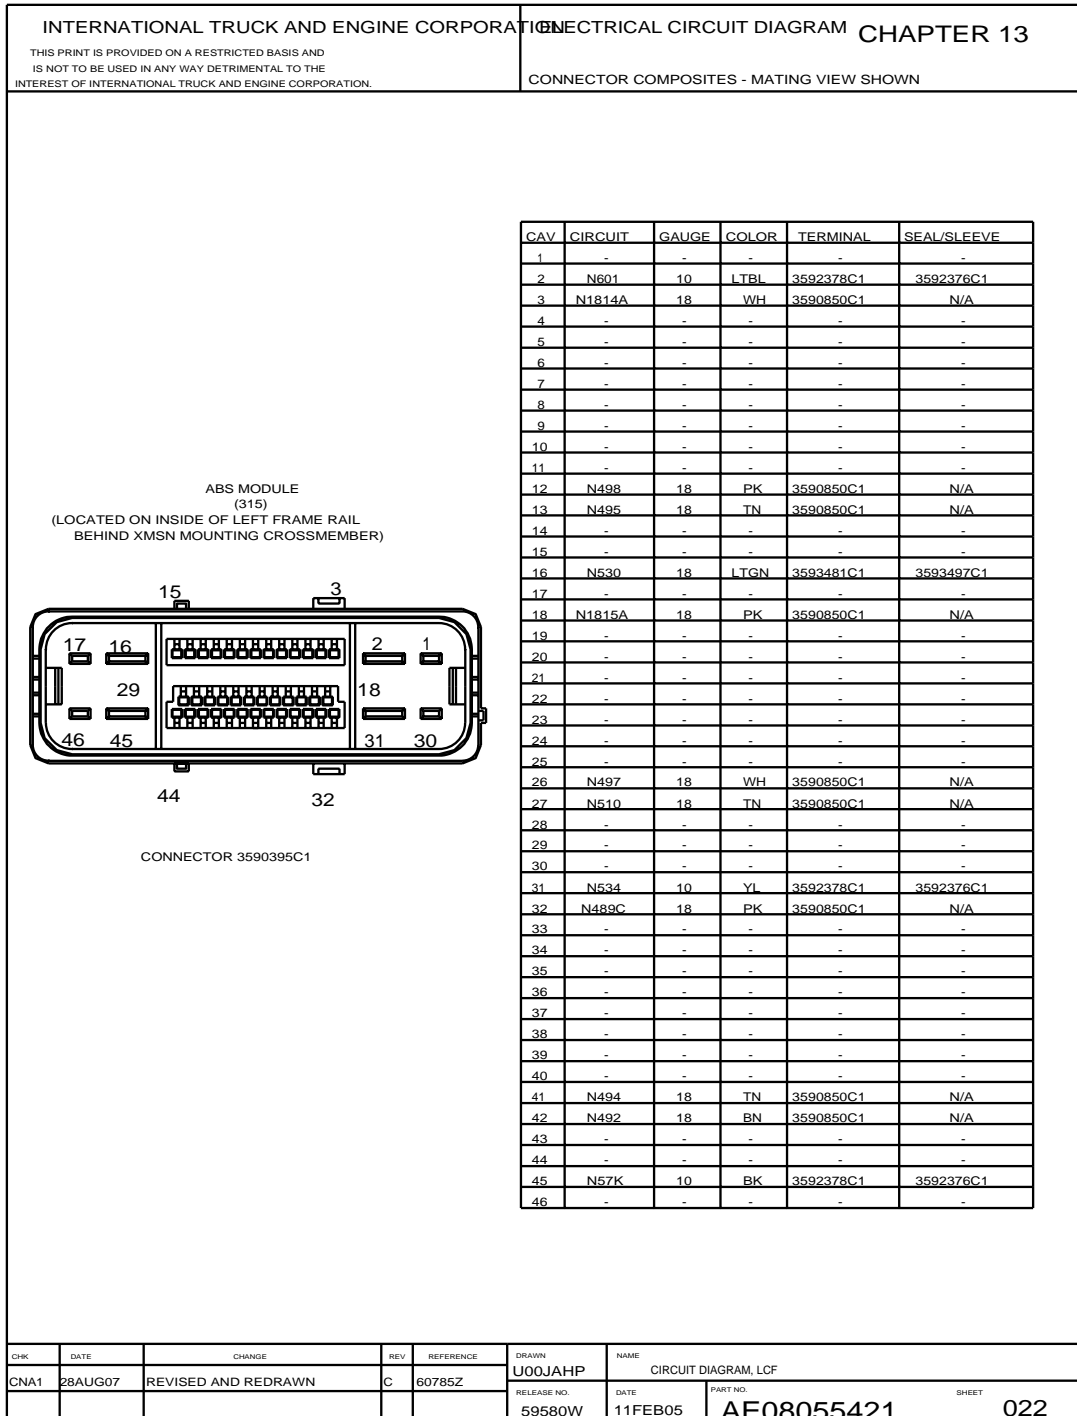 INTERNATIONAL TRUCK AND ENGINE CORPORATION
THIS PRINT IS PROVIDED ON A RESTRICTED BASIS AND
IS NOT TO BE USED IN ANY WAY DETRIMENTAL TO THE
INTEREST OF INTERNATIONAL TRUCK AND ENGINE CORPORATION.
ELECTRICAL CIRCUIT DIAGRAM CHAPTER 13
CONNECTOR COMPOSITES - MATING VIEW SHOWN
ABS MODULE
(315)
(LOCATED ON INSIDE OF LEFT FRAME RAIL
BEHIND XMSN MOUNTING CROSSMEMBER)
15 3
17 16 2 1
29 18
46 45 31 30
44 32
CONNECTOR 3590395C1
CAV CIRCUIT GAUGE COLOR TERMINAL SEAL/SLEEVE
1 - - - - -
2 N601 10 LTBL 3592378C1 3592376C1
3 N1814A 18 WH 3590850C1 N/A
4 - - - - -
5 - - - - -
6 - - - - -
7 - - - - -
8 - - - - -
9 - - - - -
10 - - - - -
11 - - - - -
12 N498 18 PK 3590850C1 N/A
13 N495 18 TN 3590850C1 N/A
14 - - - - -
15 - - - - -
16 N530 18 LTGN 3593481C1 3593497C1
17 - - - - -
18 N1815A 18 PK 3590850C1 N/A
19 - - - - -
20 - - - - -
21 - - - - -
22 - - - - -
23 - - - - -
24 - - - - -
25 - - - - -
26 N497 18 WH 3590850C1 N/A
27 N510 18 TN 3590850C1 N/A
28 - - - - -
29 - - - - -
30 - - - - -
31 N534 10 YL 3592378C1 3592376C1
32 N489C 18 PK 3590850C1 N/A
33 - - - - -
34 - - - - -
35 - - - - -
36 - - - - -
37 - - - - -
38 - - - - -
39 - - - - -
40 - - - - -
41 N494 18 TN 3590850C1 N/A
42 N492 18 BN 3590850C1 N/A
43 - - - - -
44 - - - - -
45 N57K 10 BK 3592378C1 3592376C1
46 - - - - -
CHK DATE CHANGE REV REFERENCE
CNA1 28AUG07 REVISED AND REDRAWN C 60785Z
DRAWN
U00JAHP
NAME
CIRCUIT DIAGRAM, LCF
RELEASE NO.
59580W
DATE
11FEB05
PART NO.
AE08055421
SHEET
022